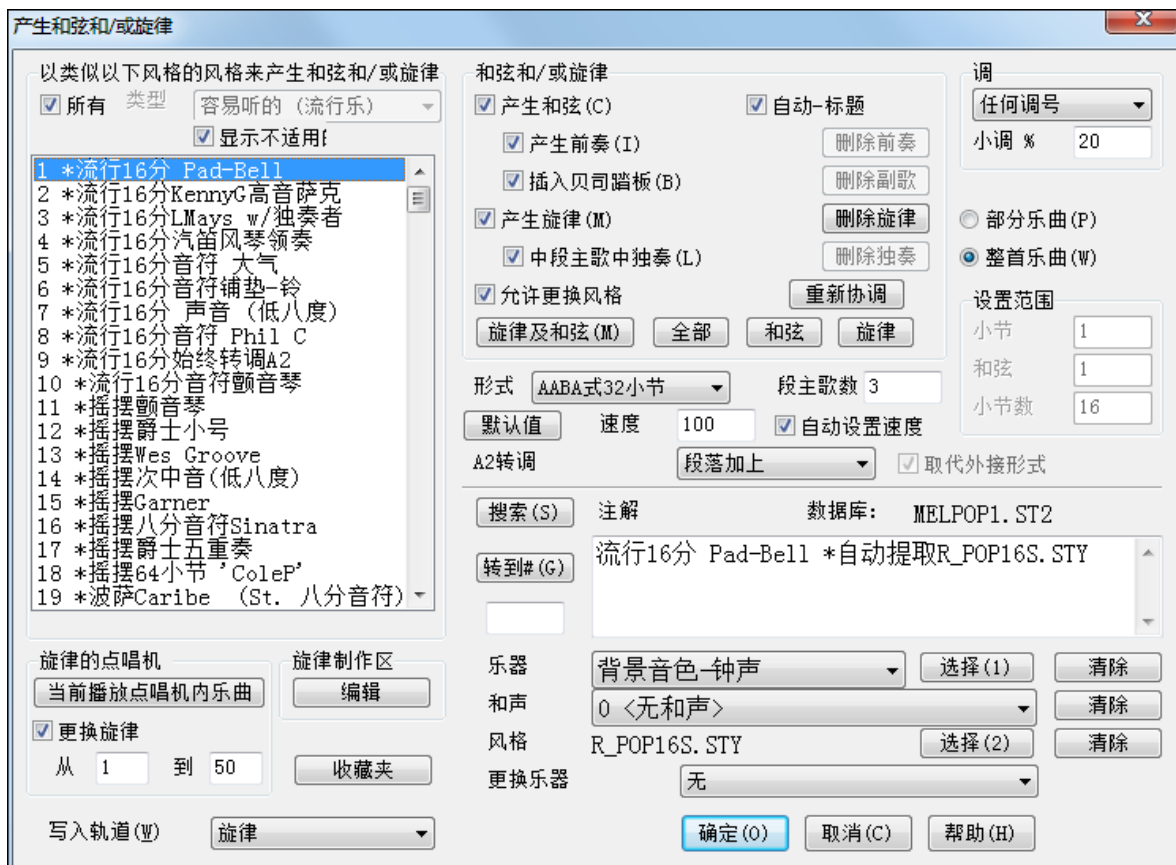 产生和弦和/或旋律
以类似以下风格的风格来产生和弦和/或旋律
所有 类型 容易听的 (流行乐)
显示不适用
1 *流行16分 Pad-Bell
2 *流行16分KennyG高音萨克
3 *流行16分LMays w/独奏者
4 *流行16分汽笛风琴领奏
5 *流行16分音符 大气
6 *流行16分音符铺垫-铃
7 *流行16分 声音 (低八度)
8 *流行16分音符 Phil C
9 *流行16分始终转调A2
10 *流行16分音符颤音琴
11 *摇摆颤音琴
12 *摇摆爵士小号
13 *摇摆Wes Groove
14 *摇摆次中音(低八度)
15 *摇摆Garner
16 *摇摆八分音符Sinatra
17 *摇摆爵士五重奏
18 *摇摆64小节 'ColeP'
19 *波萨Caribe (St. 八分音符)
旋律的点唱机
当前播放点唱机内乐曲
更换旋律
从 1 到 50
旋律制作区
编辑
收藏夹
写入轨道(W) 旋律
和弦和/或旋律
产生和弦(C) 自动-标题
产生前奏(I) 删除前奏
插入贝司踏板(B) 删除副歌
产生旋律(M) 删除旋律
中段主歌中独奏(L) 删除独奏
允许更换风格 重新协调
旋律及和弦(M) 全部 和弦 旋律
调
任何调号
小调 % 20
部分乐曲(P)
整首乐曲(W)
设置范围
小节 1
和弦 1
小节数 16
形式 AABA式32小节 段主歌数 3
默认值 速度 100 自动设置速度
A2转调 段落加上 取代外接形式
搜索(S) 注解 数据库: MELPOP1.ST2
转到#(G) 流行16分 Pad-Bell *自动提取R_POP16S.STY
乐器 背景音色-钟声 选择(1) 清除
和声 0 <无和声> 清除
风格 R_POP16S.STY 选择(2) 清除
更换乐器 无
确定(O) 取消(C) 帮助(H)